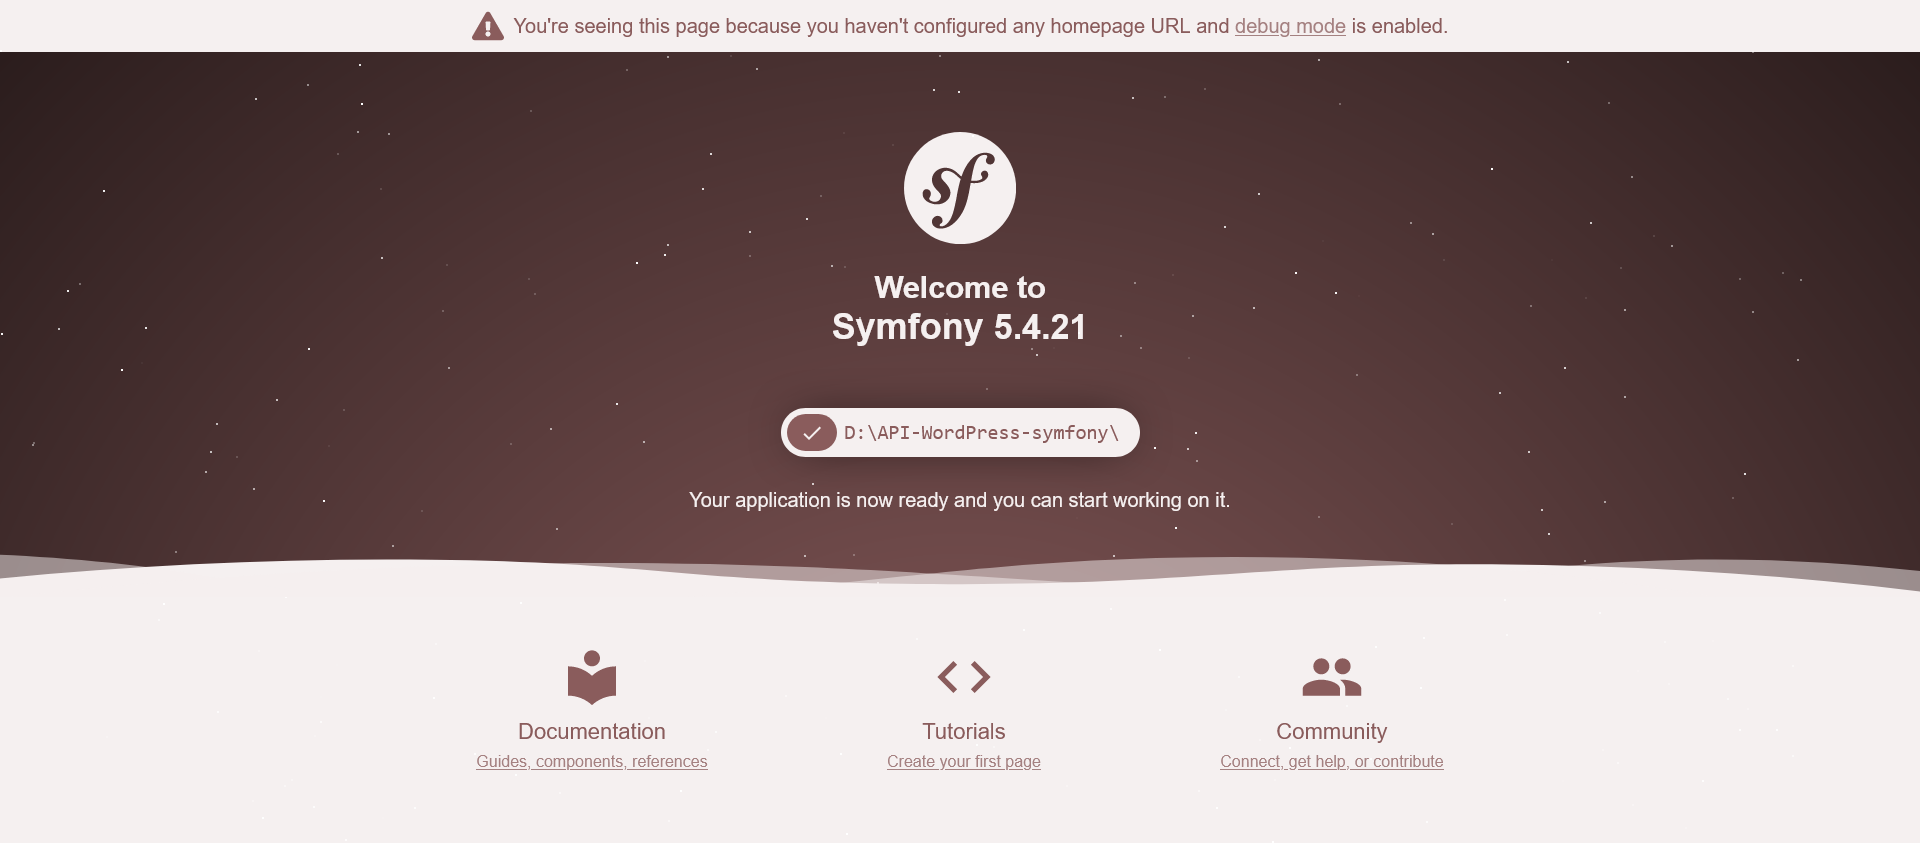 You're seeing this page because you haven't configured any homepage URL and debug mode is enabled.
sf
Welcome to
Symfony 5.4.21
D:\API-WordPress-symfony\
Your application is now ready and you can start working on it.
Documentation
Guides, components, references
Tutorials
Create your first page
Community
Connect, get help, or contribute